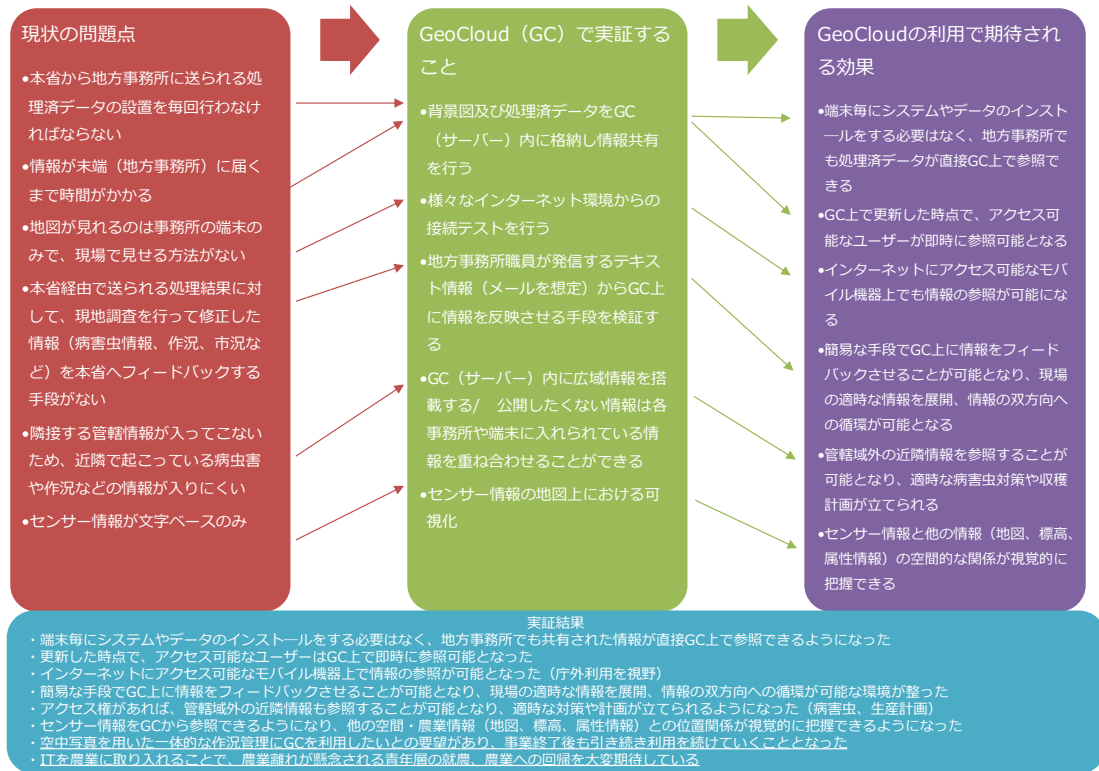 現状の問題点
•本省から地方事務所に送られる処
理済データの設置を毎回行わなけ
ればならない
•情報が末端（地方事務所）に届く
まで時間がかかる
•地図が見れるのは事務所の端末の
みで、現場で見せる方法がない
•本省経由で送られる処理結果に対
して、現地調査を行って修正した
情報（病害虫情報、作況、市況な
ど）を本省へフィードバックする
手段がない
•隣接する管轄情報が入ってこない
ため、近隣で起こっている病虫害
や作況などの情報が入りにくい
•センサー情報が文字ベースのみ
GeoCloud（GC）で実証する
こと
•背景図及び処理済データをGC
（サーバー）内に格納し情報共有
を行う
•様々なインターネット環境からの
接続テストを行う
•地方事務所職員が発信するテキス
ト情報（メールを想定）からGC上
に情報を反映させる手段を検証す
る
•GC（サーバー）内に広域情報を搭
載する/　公開したくない情報は各
事務所や端末に入れられている情
報を重ね合わせることができる
•センサー情報の地図上における可
視化
GeoCloudの利用で期待され
る効果
•端末毎にシステムやデータのインスト
―ルをする必要はなく、地方事務所で
も処理済データが直接GC上で参照で
きる
•GC上で更新した時点で、アクセス可
能なユーザーが即時に参照可能となる
•インターネットにアクセス可能なモバ
イル機器上でも情報の参照が可能にな
る
•簡易な手段でGC上に情報をフィード
バックさせることが可能となり、現場
の適時な情報を展開、情報の双方向へ
の循環が可能となる
•管轄域外の近隣情報を参照することが
可能となり、適時な病害虫対策や収穫
計画が立てられる
•センサー情報と他の情報（地図、標高、
属性情報）の空間的な関係が視覚的に
把握できる
実証結果
・端末毎にシステムやデータのインスト―ルをする必要はなく、地方事務所でも共有された情報が直接GC上で参照できるようになった
・更新した時点で、アクセス可能なユーザーはGC上で即時に参照可能となった
・インターネットにアクセス可能なモバイル機器上で情報の参照が可能となった（庁外利用を視野）
・簡易な手段でGC上に情報をフィードバックさせることが可能となり、現場の適時な情報を展開、情報の双方向への循環が可能な環境が整った
・アクセス権があれば、管轄域外の近隣情報も参照することが可能となり、適時な対策や計画が立てられるようになった（病害虫、生産計画）
・センサー情報をGCから参照できるようになり、他の空間・農業情報（地図、標高、属性情報）との位置関係が視覚的に把握できるようになった
・空中写真を用いた一体的な作況管理にGCを利用したいとの要望があり、事業終了後も引き続き利用を続けていくこととなった
・ITを農業に取り入れることで、農業離れが懸念される青年層の就農、農業への回帰を大変期待している